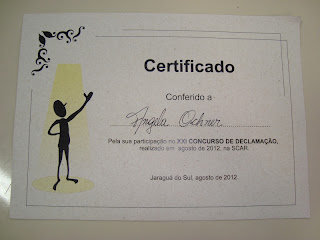 Certificado
Conferido a
Angela Ochner
Pela sua participação no XXI CONCURSO DE DECLAMAÇÃO,
realizado em agosto de 2012, na SCAR.
Jaraguá do Sul, agosto de 2012.